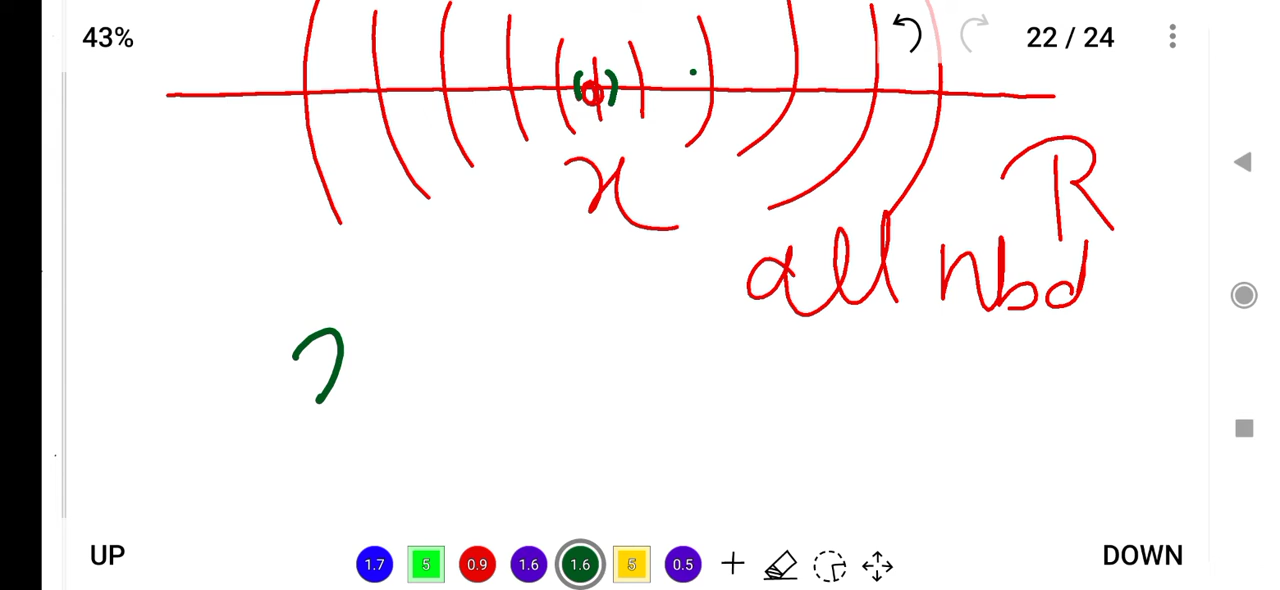 43%
22 / 24
x
R
all nbd
UP
1.7 5 0.9 1.6 1.6 5 0.5
DOWN